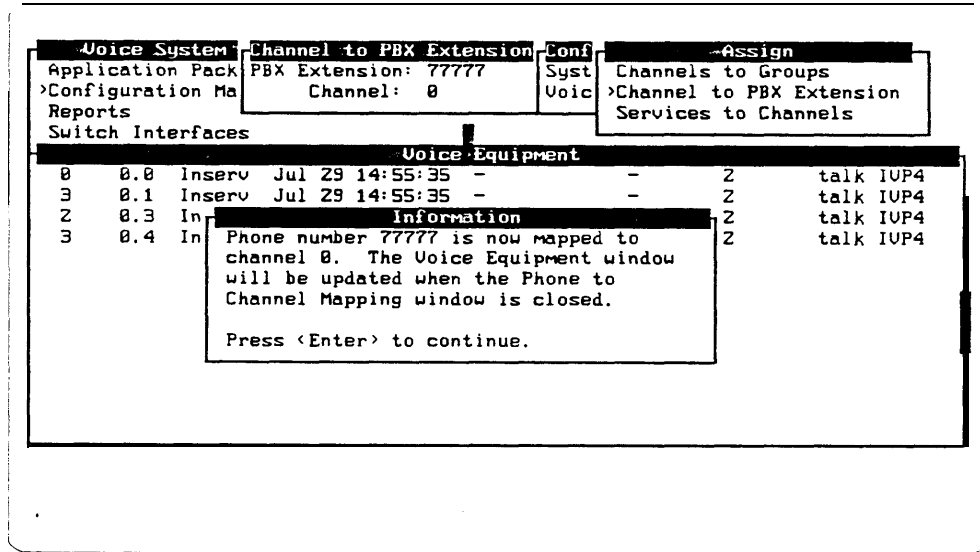 Voice System Channel to PBX Extension Conf Assign
Application Pack PBX Extension: 77777 Syst Channels to Groups
>Configuration Ma Channel: 0 Voic >Channel to PBX Extension
Reports Services to Channels
Switch Interfaces
Voice Equipment
0 0.0 Inserv Jul 29 14:55:35 - - 2 talk IVP4
3 0.1 Inserv Jul 29 14:55:35 - - 2 talk IVP4
2 0.3 In 2 talk IVP4
3 0.4 In 2 talk IVP4
Information
Phone number 77777 is now mapped to
channel 0. The Voice Equipment window
will be updated when the Phone to
Channel Mapping window is closed.
Press <Enter> to continue.